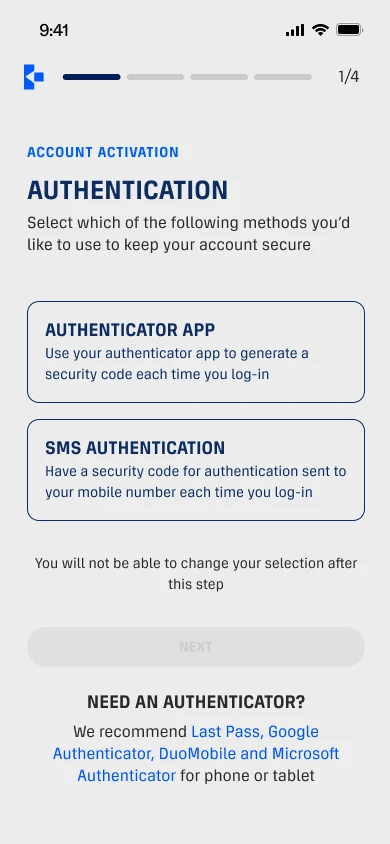 9:41
1/4
ACCOUNT ACTIVATION
AUTHENTICATION
Select which of the following methods you’d
like to use to keep your account secure
AUTHENTICATOR APP
Use your authenticator app to generate a
security code each time you log-in
SMS AUTHENTICATION
Have a security code for authentication sent to
your mobile number each time you log-in
You will not be able to change your selection after
this step
NEXT
NEED AN AUTHENTICATOR?
We recommend Last Pass, Google
Authenticator, DuoMobile and Microsoft
Authenticator for phone or tablet